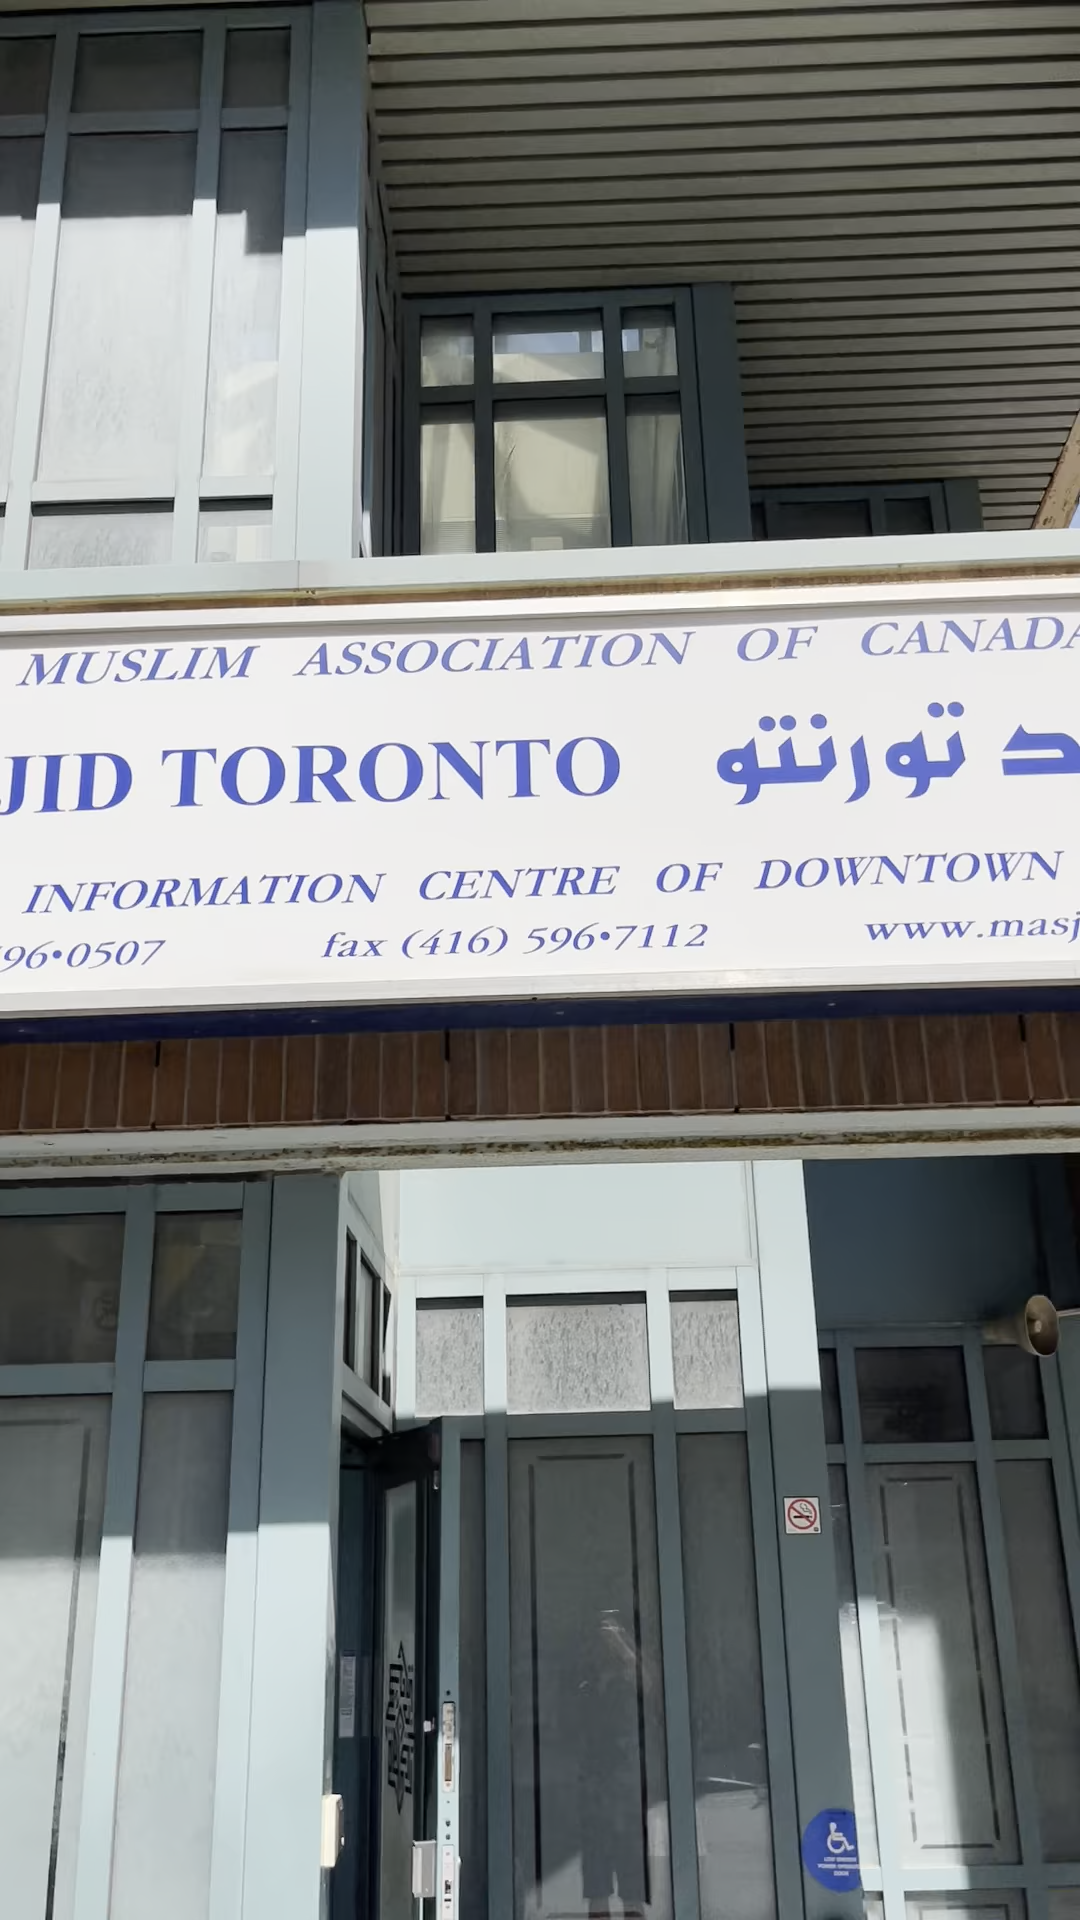 MUSLIM ASSOCIATION OF CANADA
JID TORONTO د تورنتو
INFORMATION CENTRE OF DOWNTOWN
96•0507 fax (416) 596•7112 www.masj